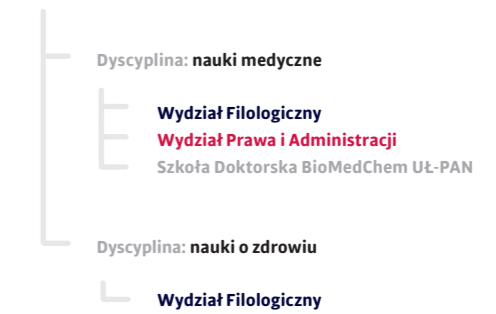 Dyscyplina: nauki medyczne
Wydział Filologiczny
Wydział Prawa i Administracji
Szkoła Doktorska BioMedChem UŁ-PAN
Dyscyplina: nauki o zdrowiu
Wydział Filologiczny